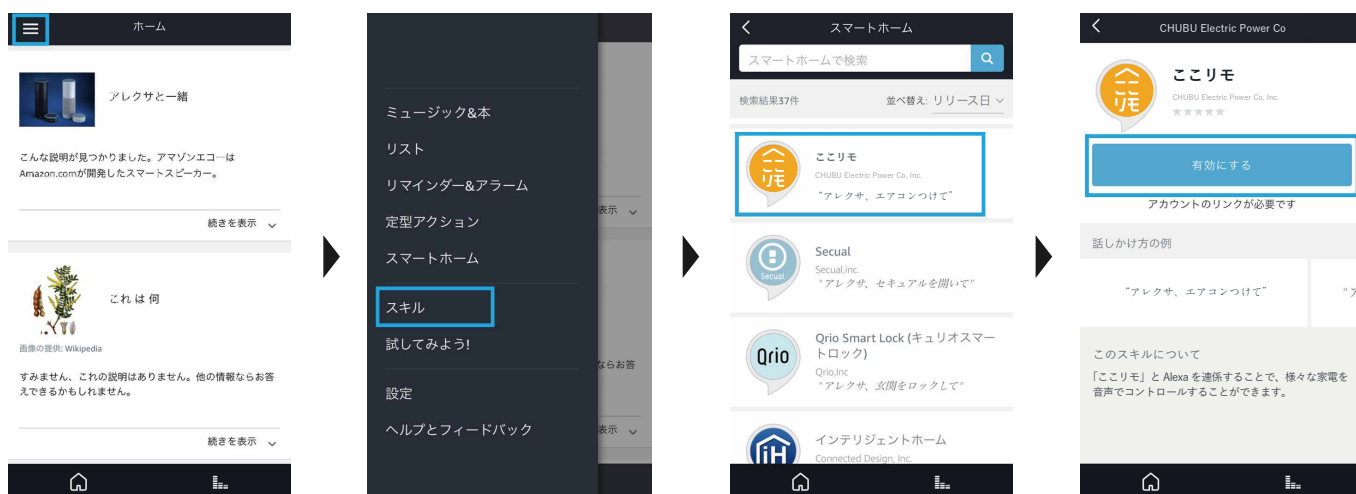 ホーム
アレクサと一緒
こんな説明が見つかりました。アマゾンエコーは
Amazon.comが開発したスマートスピーカー。
続きを表示
これ は 何
画像の提供: Wikipedia
すみません、これの説明はありません。他の情報ならお答
えできるかもしれません。
続きを表示
ミュージック&本
リスト
リマインダー&アラーム
定型アクション
スマートホーム
スキル
試してみよう!
設定
ヘルプとフィードバック
表示
ならお答
表示
スマートホーム
スマートホームで検索
検索結果37件
並べ替え: リリース日
ここリモ
ここリモ
CHUBU Electric Power Co, Inc.
“アレクサ、エアコンつけて”
Secual
Secual
Secual,inc.
"アレクサ、セキュアルを開いて"
Qrio
Qrio Smart Lock (キュリオスマー
トロック)
Qrio,Inc
"アレクサ、玄関をロックして"
iH
インテリジェントホーム
Connected Design, Inc.
CHUBU Electric Power Co
ここリモ
ここリモ
CHUBU Electric Power Co, Inc.
有効にする
アカウントのリンクが必要です
話しかけ方の例
“アレクサ、エアコンつけて”
"ア
このスキルについて
「ここリモ」と Alexa を連係することで、様々な家電を
音声でコントロールすることができます。